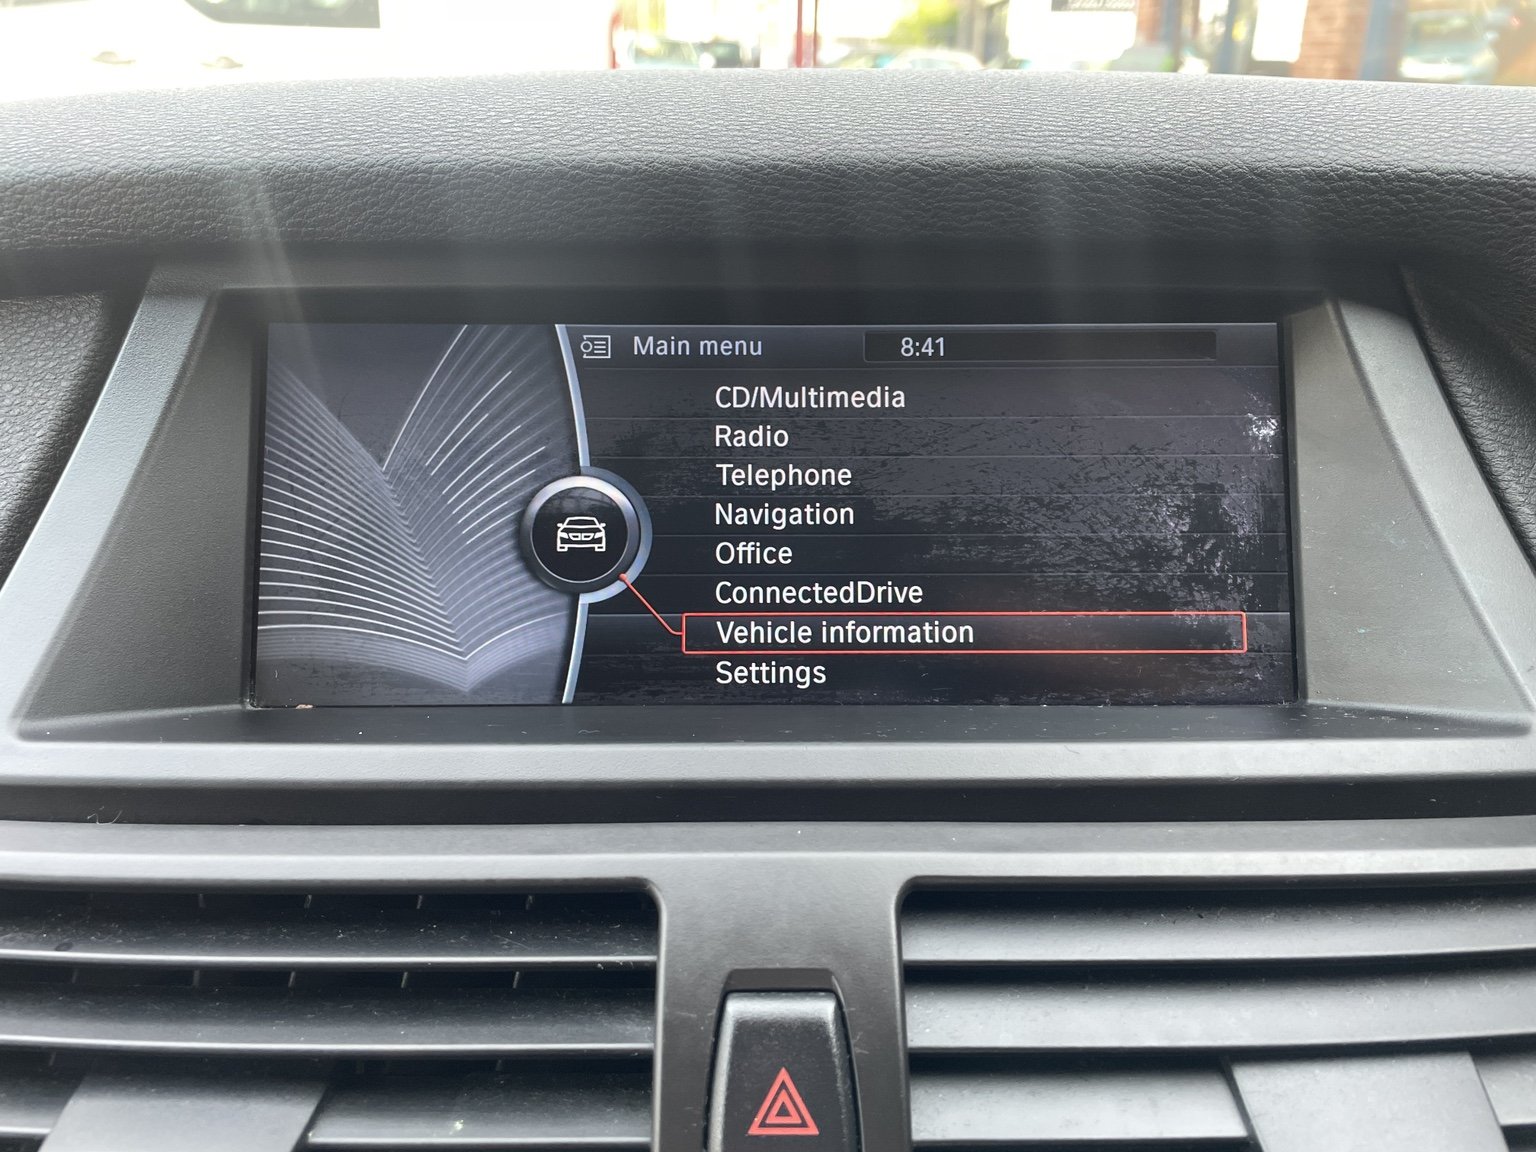 Main menu 8:41
CD/Multimedia
Radio
Telephone
Navigation
Office
ConnectedDrive
Vehicle information
Settings